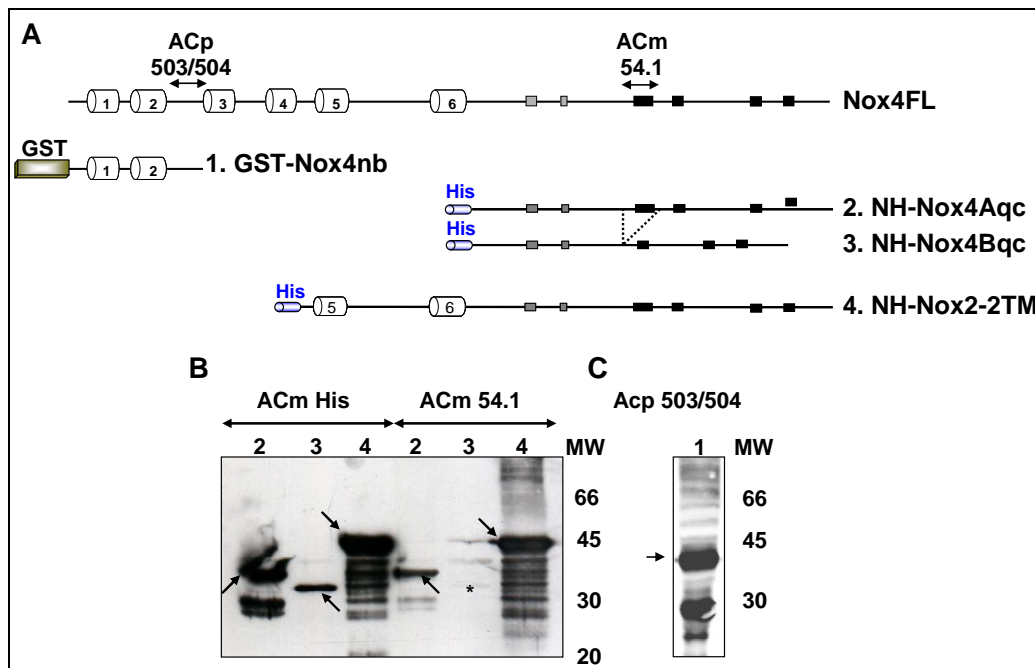 A
ACp
503/504
ACm
54.1
1 2 3 4 5 6 Nox4FL
GST
1 2 1. GST-Nox4nb
His
2. NH-Nox4Aqc
His
3. NH-Nox4Bqc
His
5 6 4. NH-Nox2-2TM
B
ACm His ACm 54.1
2 3 4 2 3 4 MW
66
45
30
20
*
C
Acp 503/504
1 MW
66
45
30